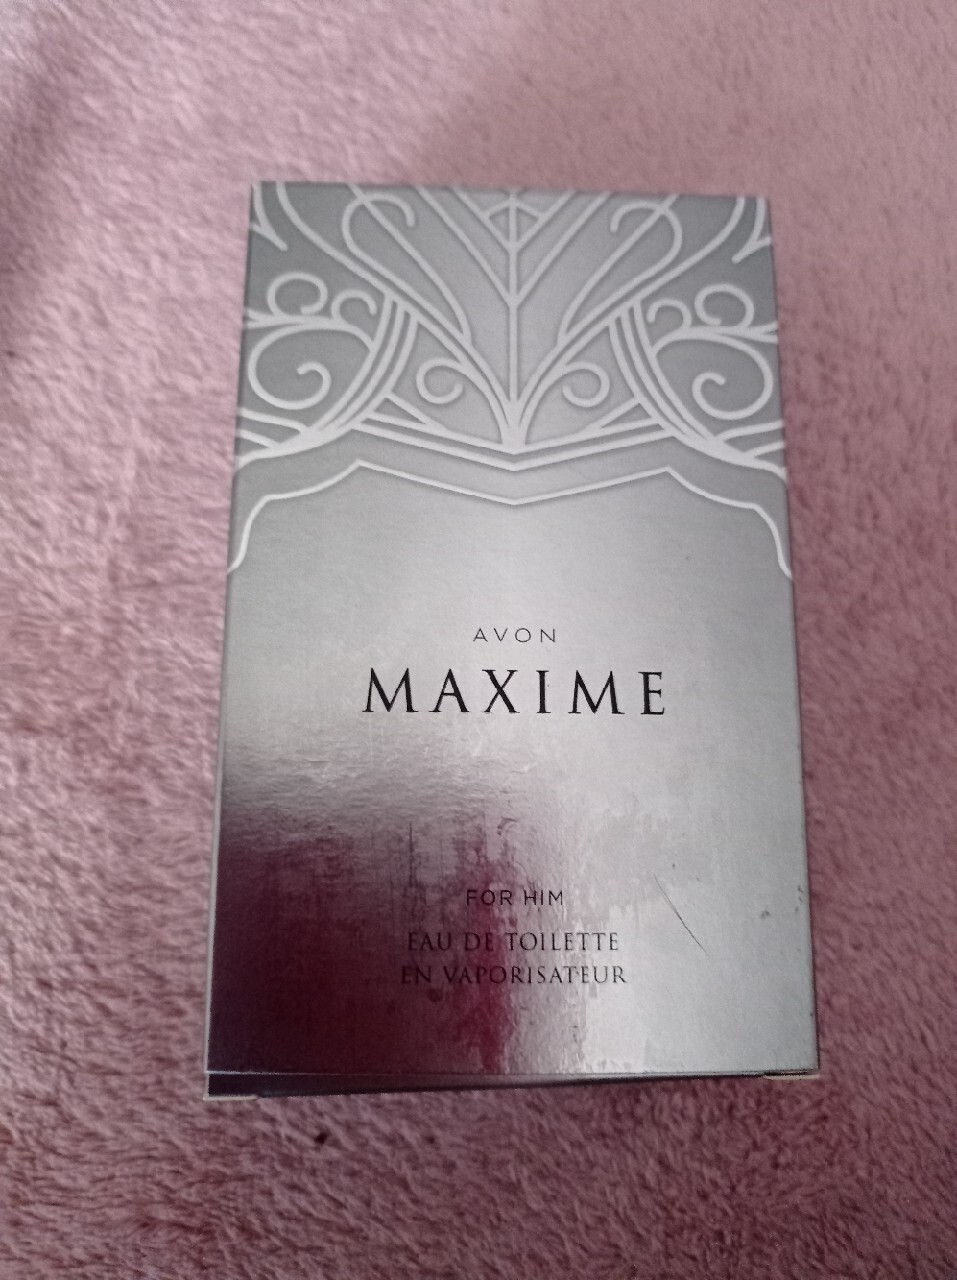 AVON
MAXIME
FOR HIM
EAU DE TOILETTE
EN VAPORISATEUR